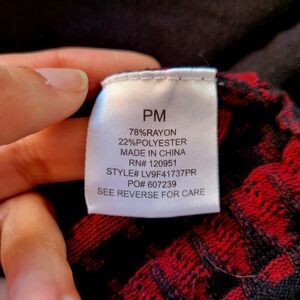 PM
78%RAYON
22%POLYESTER
MADE IN CHINA
RN# 120951
STYLE# LV9F41737PR
PO# 607239
SEE REVERSE FOR CARE